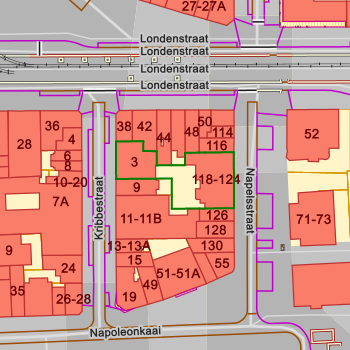 27-27A
Londenstraat
Londenstraat
Londenstraat
Londenstraat
36
38
42
44
48
50
114
116
52
28
4
6
8
10-20
3
118-124
7A
9
11-11B
126
128
71-73
Kribbestraat
Napelsstraat
9
13-13A
130
15
24
51-51A
55
35
26-28
49
19
Napoleonkaai